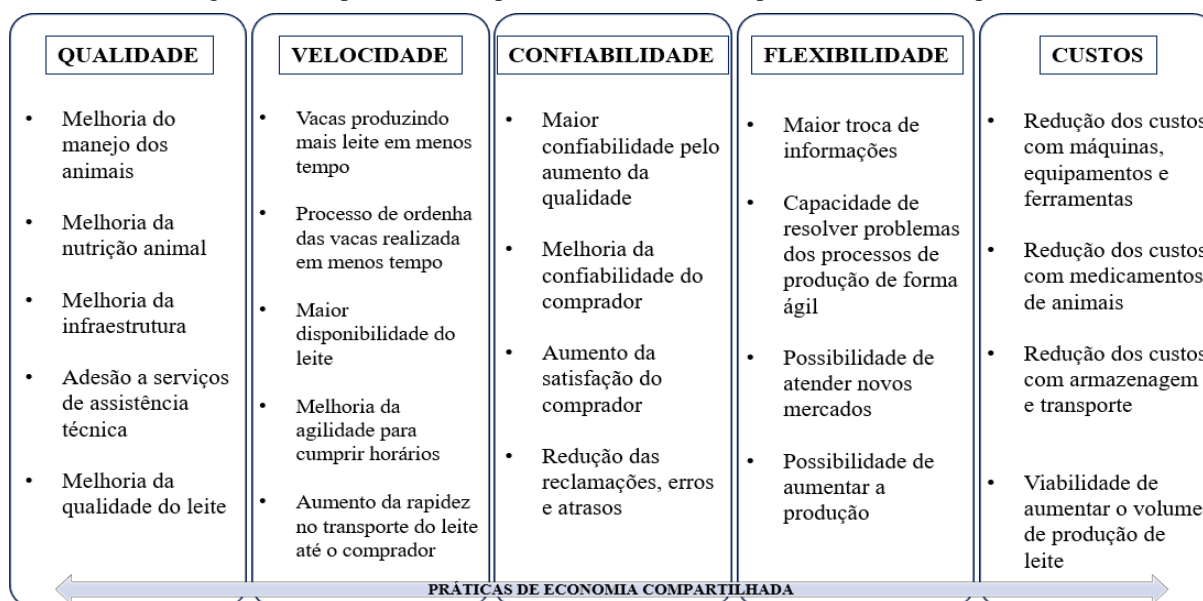 QUALIDADE
• Melhoria do
manejo dos
animais
• Melhoria da
nutrição animal
• Melhoria da
infraestrutura
• Adesão a serviços
de assistência
técnica
• Melhoria da
qualidade do leite
VELOCIDADE
• Vacas produzindo
mais leite em menos
tempo
• Processo de ordenha
das vacas realizada
em menos tempo
• Maior
disponibilidade do
leite
• Melhoria da
agilidade para
cumprir horários
• Aumento da rapidez
no transporte do leite
até o comprador
CONFIABILIDADE
• Maior
confiabilidade pelo
aumento da
qualidade
• Melhoria da
confiabilidade do
comprador
• Aumento da
satisfação do
comprador
• Redução das
reclamações, erros
e atrasos
FLEXIBILIDADE
• Maior troca de
informações
• Capacidade de
resolver problemas
dos processos de
produção de forma
ágil
• Possibilidade de
atender novos
mercados
• Possibilidade de
aumentar a
produção
CUSTOS
• Redução dos custos
com máquinas,
equipamentos e
ferramentas
• Redução dos custos
com medicamentos
de animais
• Redução dos custos
com armazenagem
e transporte
• Viabilidade de
aumentar o volume
de produção de
leite
PRÁTICAS DE ECONOMIA COMPARTILHADA